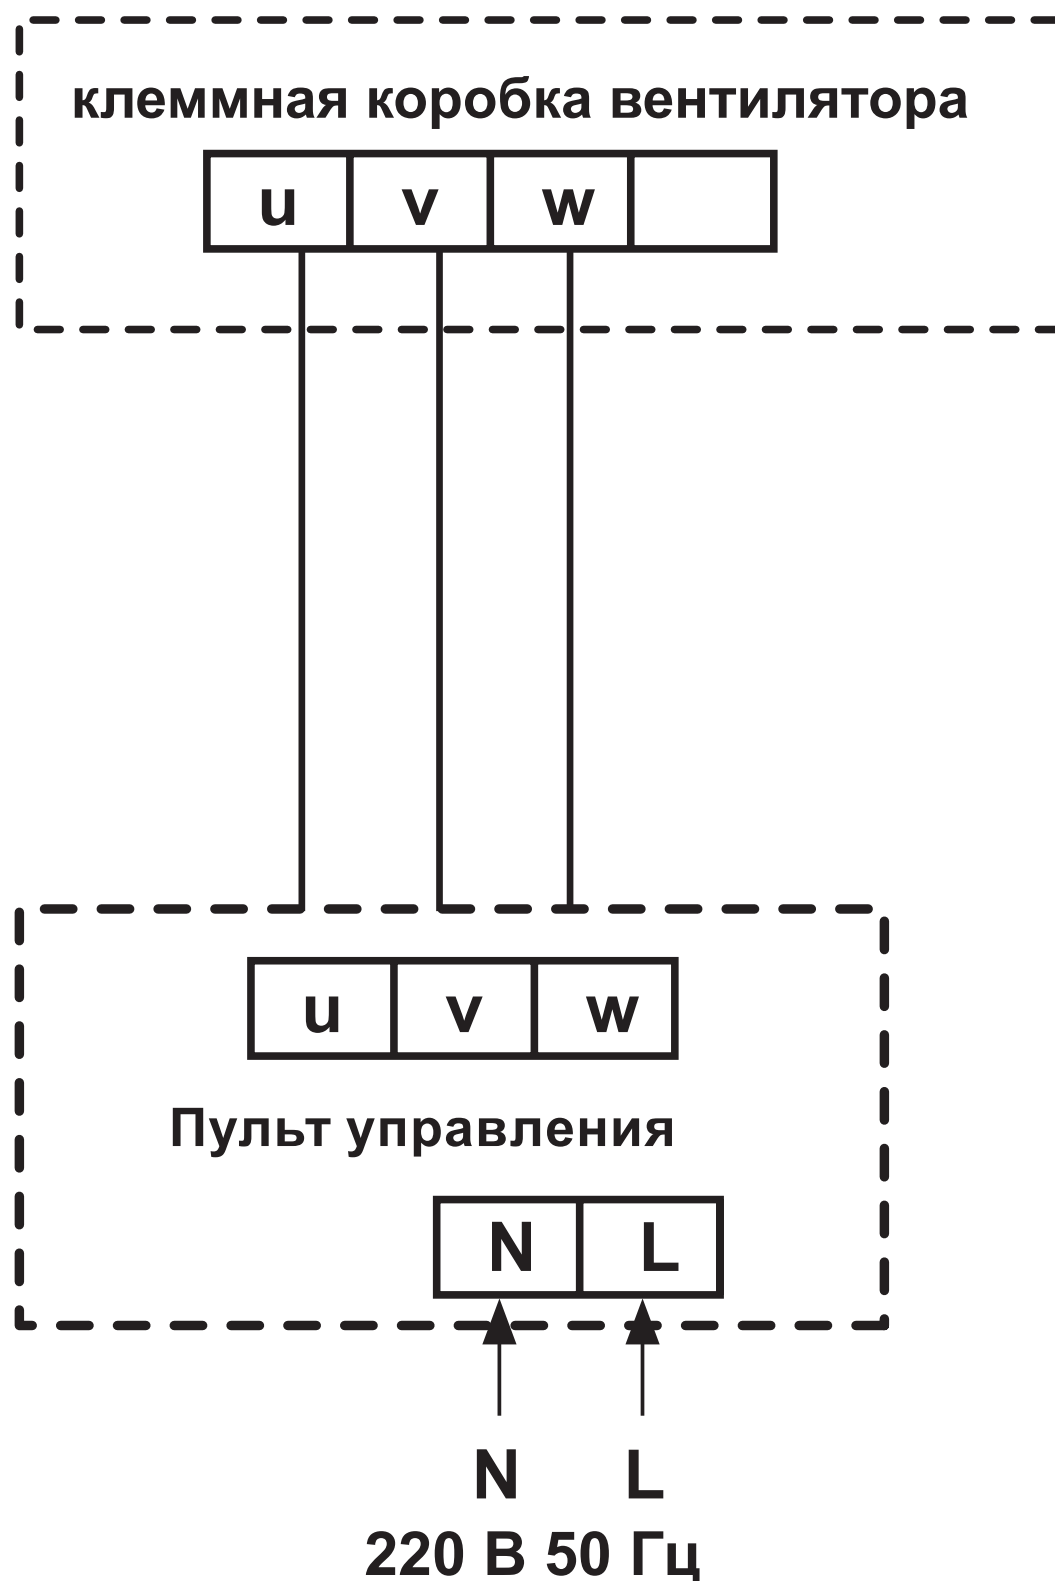 клеммная коробка вентилятора
u v w
u v w
Пульт управления
N L
N L
220 В 50 Гц